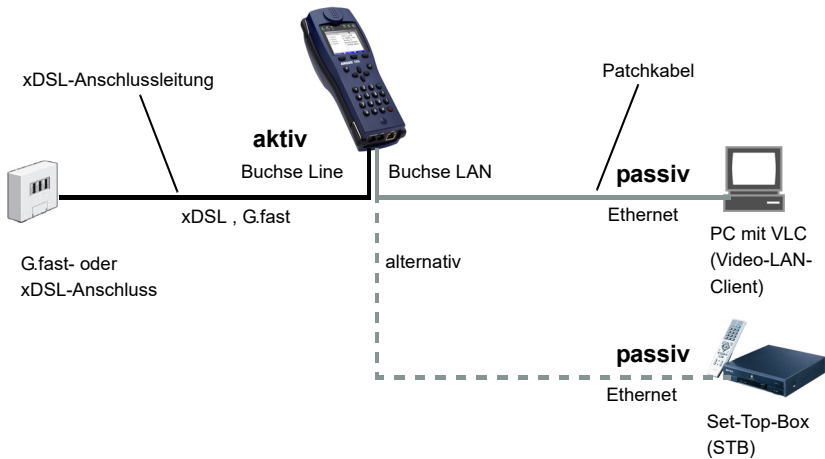 xDSL-Anschlussleitung
Patchkabel
aktiv
Buchse Line
Buchse LAN
passiv
xDSL , G.fast
Ethernet
G.fast- oder
xDSL-Anschluss
alternativ
PC mit VLC
(Video-LAN-
Client)
passiv
Ethernet
Set-Top-Box
(STB)